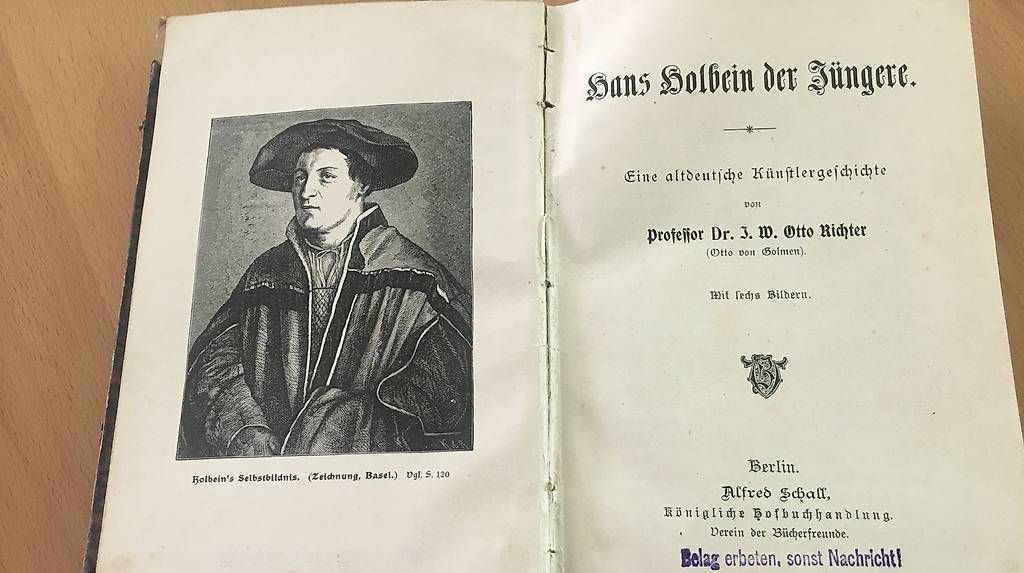 Holbein's Selbstbildnis. (Zeichnung, Basel.) Vgl. S. 120
Hans Holbein der Jüngere.
Eine altdeutsche Künstlergeschichte
von
Professor Dr. J. W. Otto Richter
(Otto von Golmen).
Mit sechs Bildern.
Berlin.
Alfred Schall,
Königliche Hofbuchhandlung.
Verein der Bücherfreunde.
Belag erbeten, sonst Nachricht!